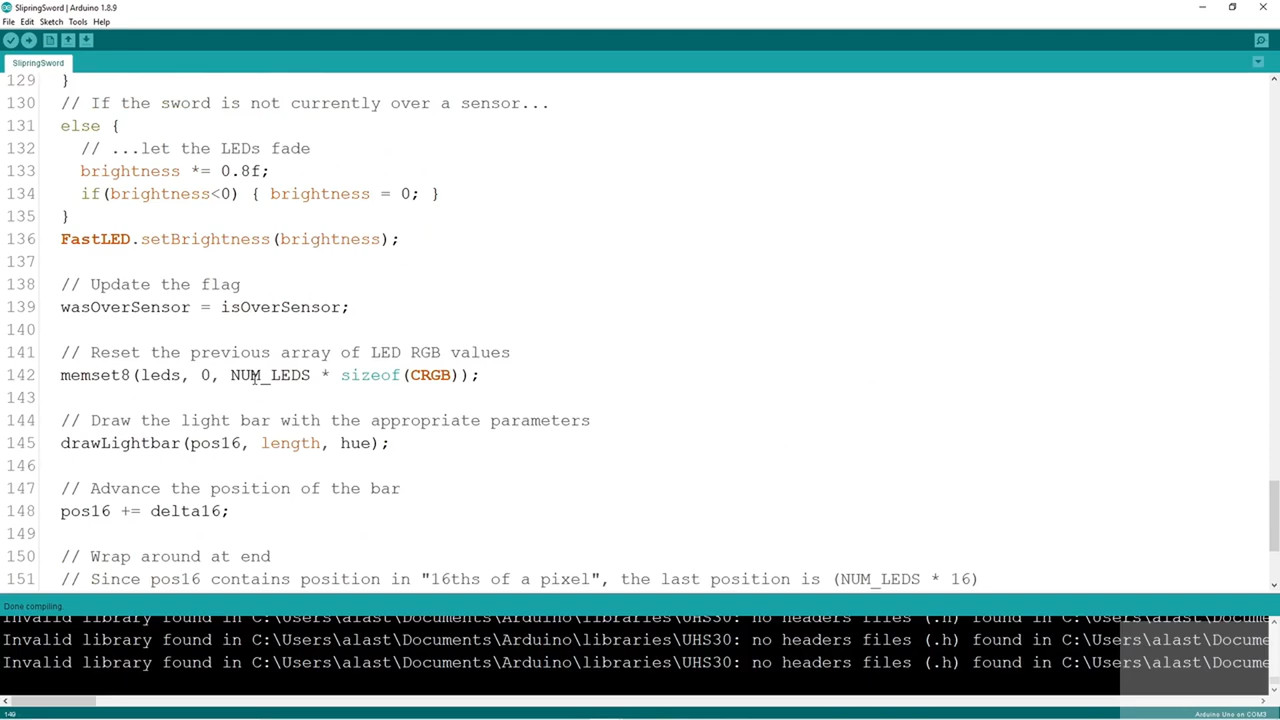 SlipringSword | Arduino 1.8.9
File Edit Sketch Tools Help
SlipringSword
129 }
130 // If the sword is not currently over a sensor...
131 else {
132 // ...let the LEDs fade
133 brightness *= 0.8f;
134 if(brightness<0) { brightness = 0; }
135 }
136 FastLED.setBrightness(brightness);
137
138 // Update the flag
139 wasOverSensor = isOverSensor;
140
141 // Reset the previous array of LED RGB values
142 memset8(leds, 0, NUM_LEDS * sizeof(CRGB));
143
144 // Draw the light bar with the appropriate parameters
145 drawLightbar(pos16, length, hue);
146
147 // Advance the position of the bar
148 pos16 += delta16;
149
150 // Wrap around at end
151 // Since pos16 contains position in "16ths of a pixel", the last position is (NUM_LEDS * 16)
Done compiling.
Invalid library found in C:\Users\alast\Documents\Arduino\libraries\UHS30: no headers files (.h) found in C:\Users\alast\Docume
Invalid library found in C:\Users\alast\Documents\Arduino\libraries\UHS30: no headers files (.h) found in C:\Users\alast\Docume
Invalid library found in C:\Users\alast\Documents\Arduino\libraries\UHS30: no headers files (.h) found in C:\Users\alast\Docume
149
Arduino Uno on COM3